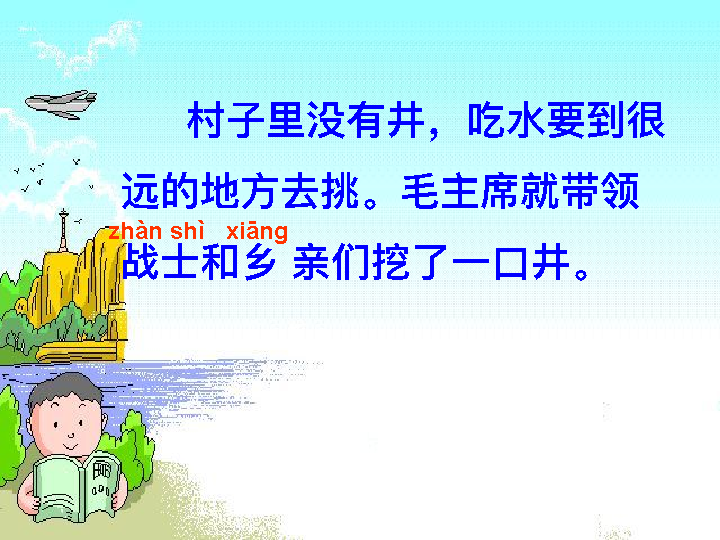 村子里没有井，吃水要到很
远的地方去挑。毛主席就带领
zhàn shì xiāng
战士和乡 亲们挖了一口井。